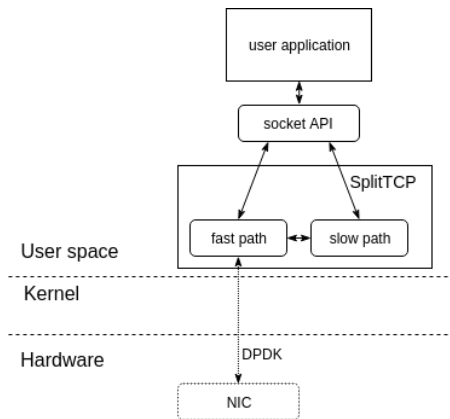 user application
socket API
SplitTCP
fast path
slow path
User space
Kernel
Hardware
DPDK
NIC